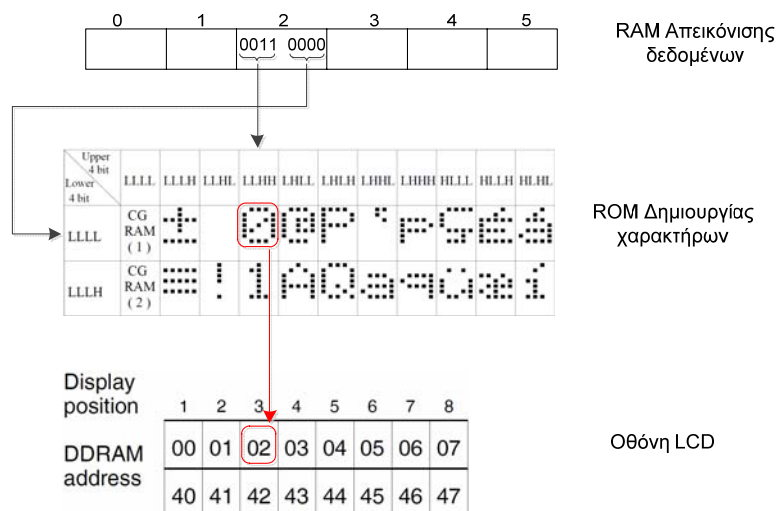 0 1 2 3 4 5
0011 0000
RAM Απεικόνισης
δεδομένων
Upper
4 bit
Lower
4 bit
LLLL LLLH LLHL LLHH LHLL LHLH LHHL LHHH HLLL HLLH HLHL
LLLL CG RAM (1) ± 0 @ P ` p Ç É á
LLLH CG RAM (2) ≡ ! 1 A Q a q ü æ í
ROM Δημιουργίας
χαρακτήρων
Display
position 1 2 3 4 5 6 7 8
DDRAM
address
00 01 02 03 04 05 06 07
40 41 42 43 44 45 46 47
Οθόνη LCD